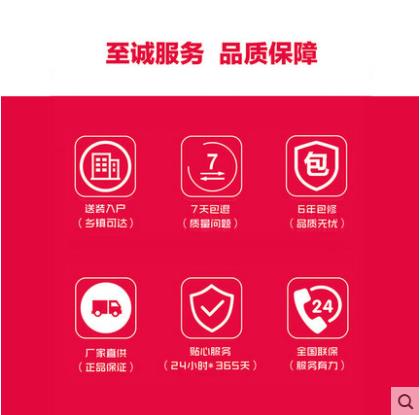 至诚服务 品质保障
7
包
送装入户
7天包退
6年包修
(乡镇可达)
(质量问题)
(品质无忧)
24
厂家直供
贴心服务
全国联保
(正品保证)
(24小时*365天)
(服务有力)